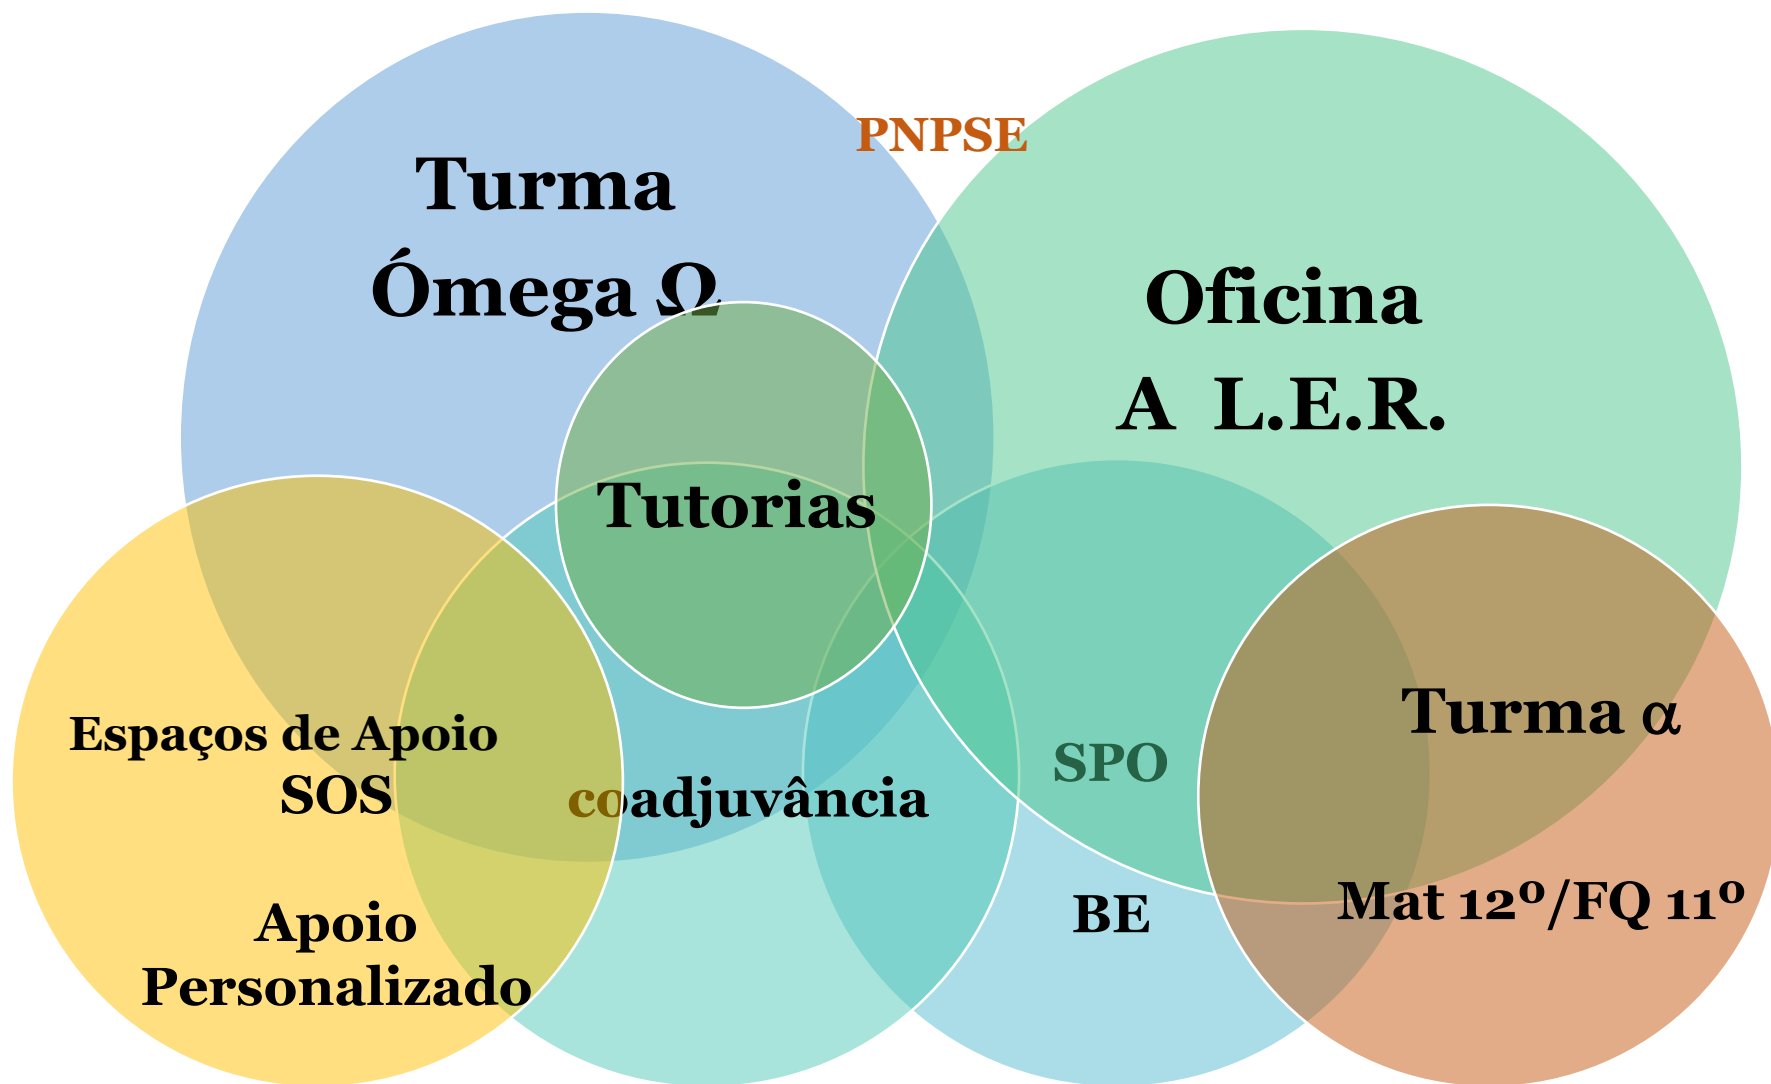 PNPSE
Turma
Ómega Ω
Oficina
A L.E.R.
Tutorias
Espaços de Apoio
SOS
Apoio
Personalizado
coadjuvância
SPO
BE
Turma α
Mat 12º/FQ 11º